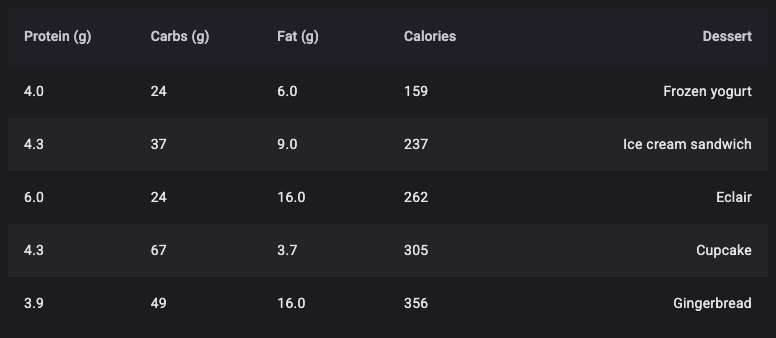 Protein (g) Carbs (g) Fat (g) Calories Dessert
4.0 24 6.0 159 Frozen yogurt
4.3 37 9.0 237 Ice cream sandwich
6.0 24 16.0 262 Eclair
4.3 67 3.7 305 Cupcake
3.9 49 16.0 356 Gingerbread